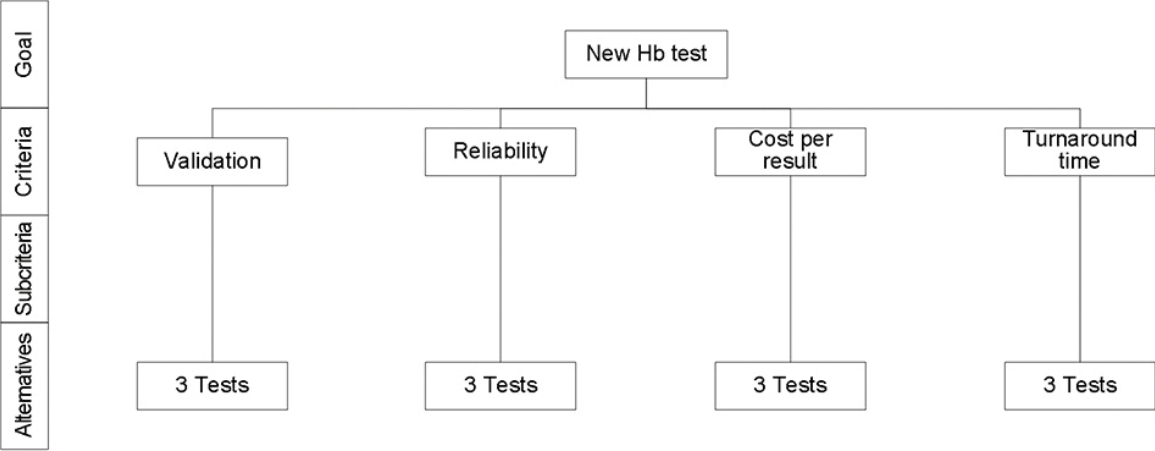 Goal
New Hb test
Criteria
Validation
Reliability
Cost per
result
Turnaround
time
Subcriteria
Alternatives
3 Tests
3 Tests
3 Tests
3 Tests